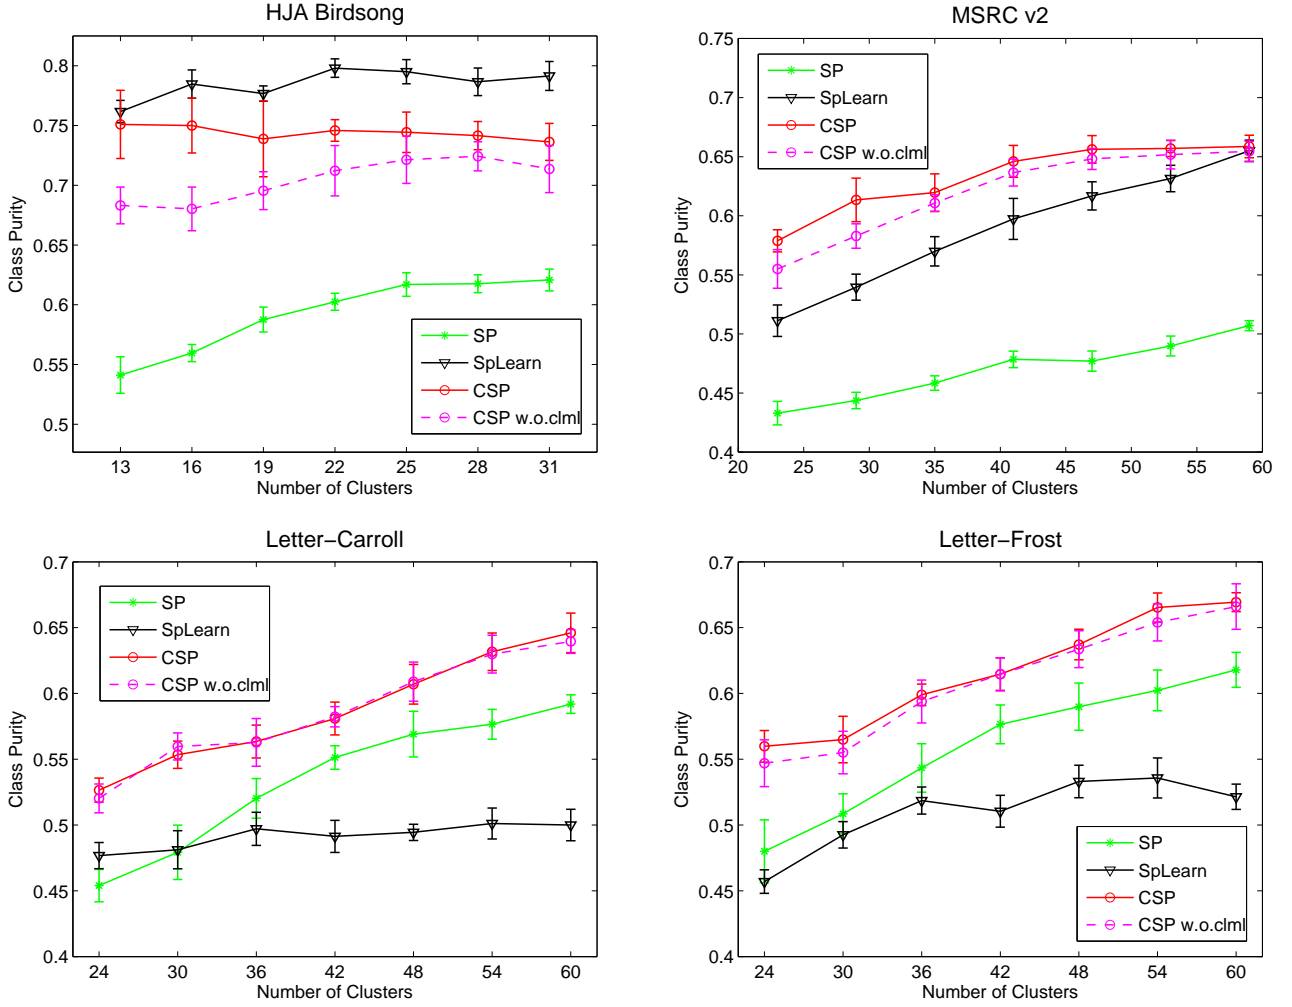 HJA Birdsong
Class Purity
0.8
0.75
0.7
0.65
0.6
0.55
0.5
SP
SpLearn
CSP
CSP w.o.clml
13 16 19 22 25 28 31
Number of Clusters
MSRC v2
Class Purity
0.75
0.7
0.65
0.6
0.55
0.5
0.45
0.4
SP
SpLearn
CSP
CSP w.o.clml
20 25 30 35 40 45 50 55 60
Number of Clusters
Letter−Carroll
Class Purity
0.7
0.65
0.6
0.55
0.5
0.45
0.4
SP
SpLearn
CSP
CSP w.o.clml
24 30 36 42 48 54 60
Number of Clusters
Letter−Frost
Class Purity
0.7
0.65
0.6
0.55
0.5
0.45
0.4
SP
SpLearn
CSP
CSP w.o.clml
24 30 36 42 48 54 60
Number of Clusters